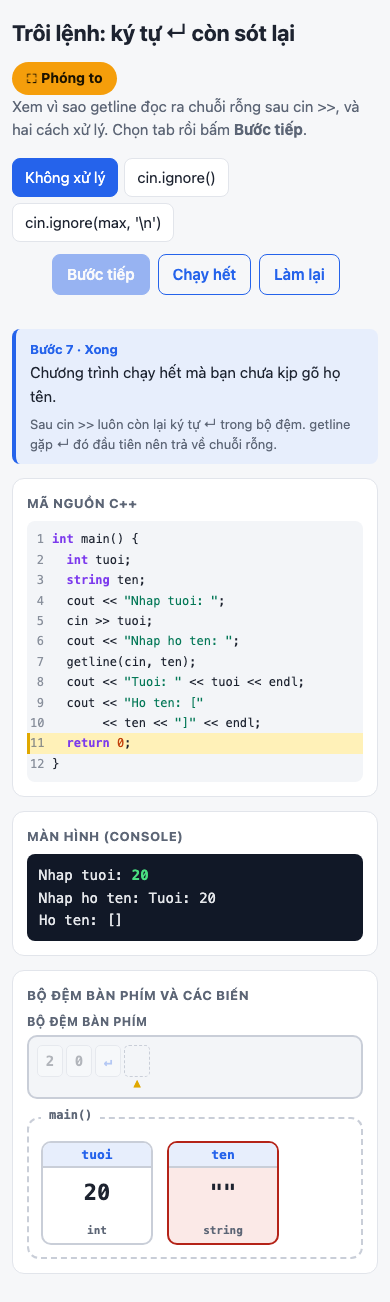 Trôi lệnh: ký tự ↵ còn sót lại
⛶ Phóng to
Xem vì sao getline đọc ra chuỗi rỗng sau cin >>, và
hai cách xử lý. Chọn tab rồi bấm Bước tiếp.
Không xử lý
cin.ignore()
cin.ignore(max, '\n')
Bước tiếp
Chạy hết
Làm lại
Bước 7 · Xong
Chương trình chạy hết mà bạn chưa kịp gõ họ
tên.
Sau cin >> luôn còn lại ký tự ↵ trong bộ đệm. getline
gặp ↵ đó đầu tiên nên trả về chuỗi rỗng.
MÃ NGUỒN C++
1 int main() {
2   int tuoi;
3   string ten;
4   cout << "Nhap tuoi: ";
5   cin >> tuoi;
6   cout << "Nhap ho ten: ";
7   getline(cin, ten);
8   cout << "Tuoi: " << tuoi << endl;
9   cout << "Ho ten: ["
10       << ten << "]" << endl;
11   return 0;
12 }
MÀN HÌNH (CONSOLE)
Nhap tuoi: 20
Nhap ho ten: Tuoi: 20
Ho ten: []
BỘ ĐỆM BÀN PHÍM VÀ CÁC BIẾN
BỘ ĐỆM BÀN PHÍM
2 0 ↵
▲
main()
tuoi ten
20 ""
int string